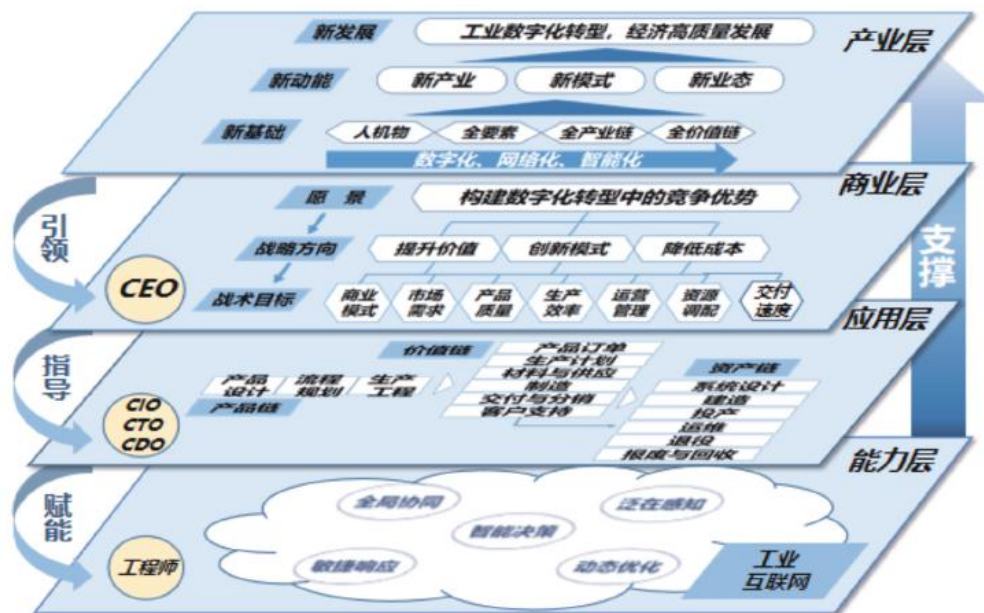 新发展
工业数字化转型，经济高质量发展
产业层
新动能
新产业
新模式
新业态
新基础
人机物
全要素
全产业链
全价值链
数字化、网络化、智能化
引领
商业层
愿 景
构建数字化转型中的竞争优势
战略方向
提升价值
创新模式
降低成本
CEO
战术目标
商业
模式
市场
需求
产品
质量
生产
效率
运营
管理
资源
调配
交付
速度
支撑
指导
应用层
价值链
产品订单
生产计划
材料与供应
制造
交付与分销
客户支持
产品
设计
流程
规划
生产
工程
产品链
资产链
系统设计
建造
投产
运维
退役
报废与回收
CIO
CTO
CDO
赋能
能力层
全局协同
泛在感知
智能决策
敏捷响应
动态优化
工程师
工业
互联网